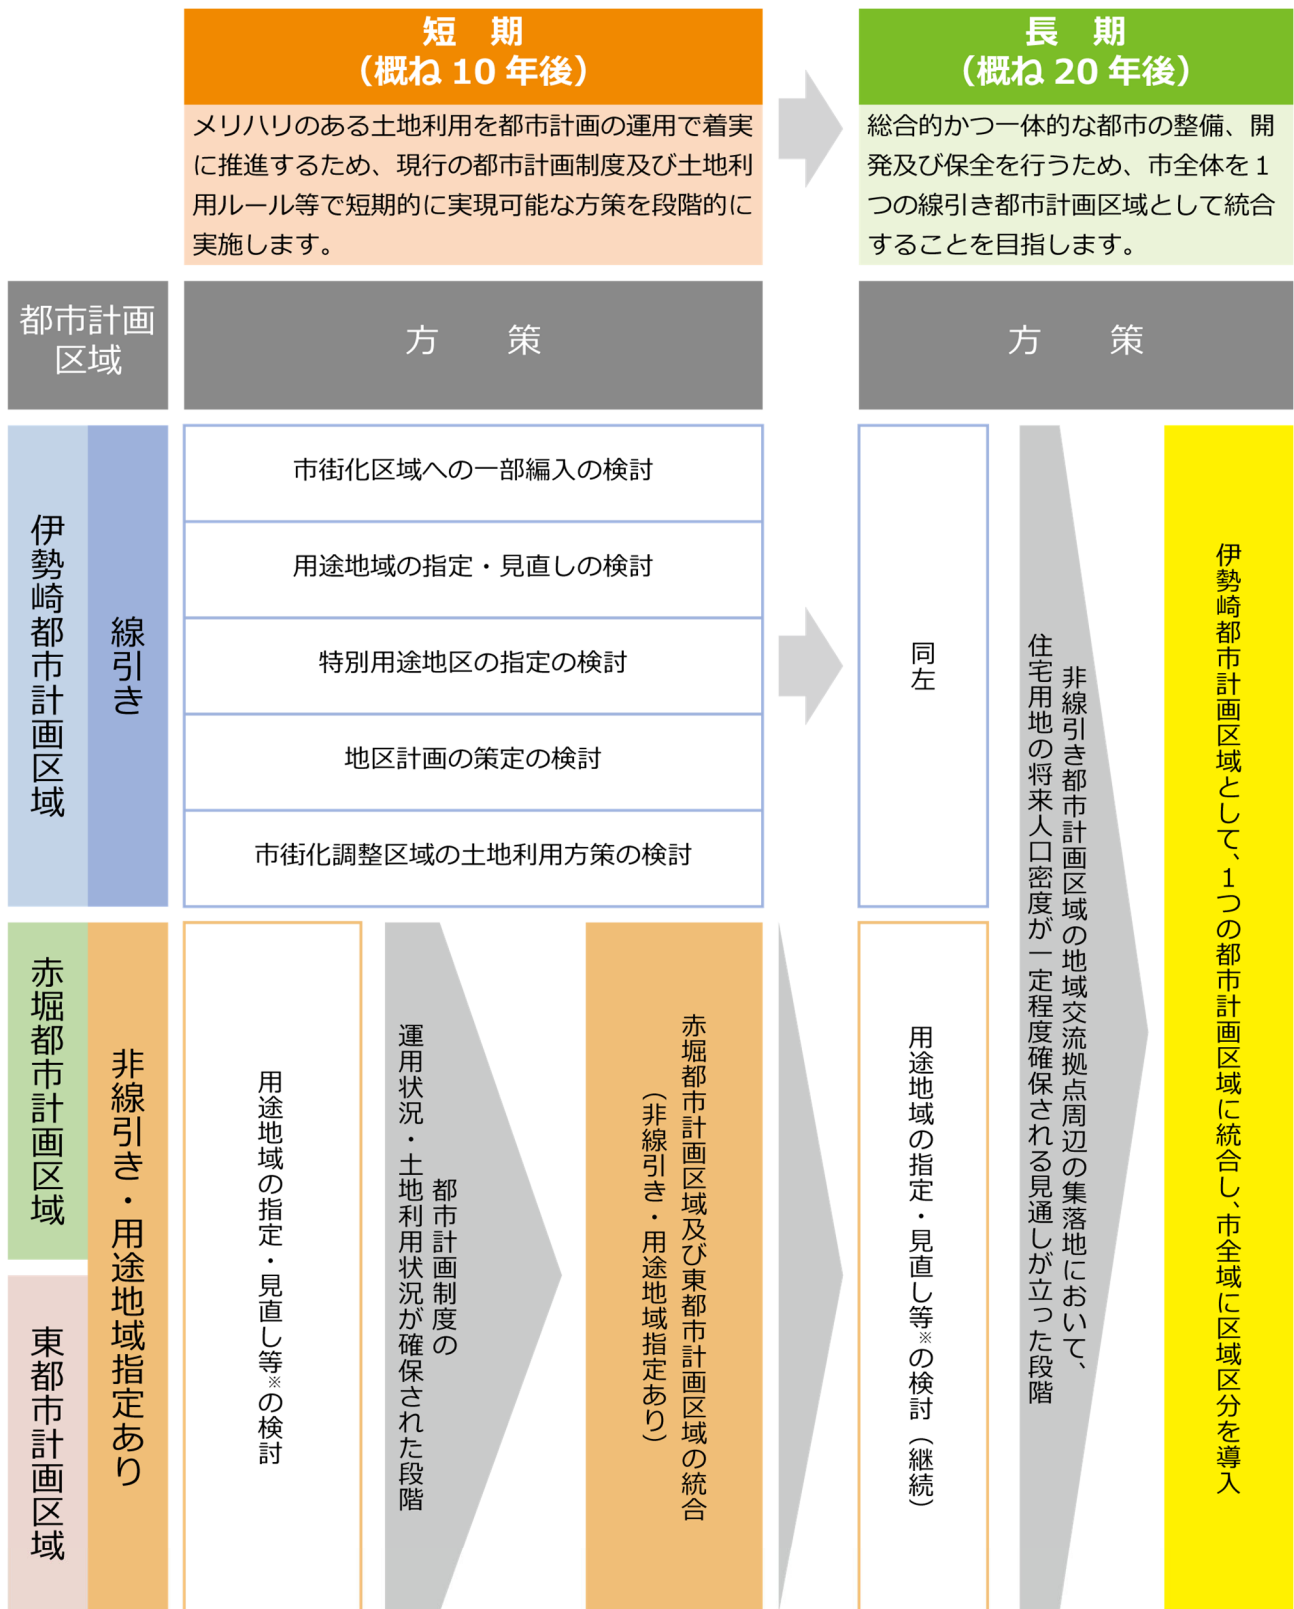 短　期
（概ね 10 年後）
メリハリのある土地利用を都市計画の運用で着実
に推進するため、現行の都市計画制度及び土地利
用ルール等で短期的に実現可能な方策を段階的に
実施します。
長　期
（概ね 20 年後）
総合的かつ一体的な都市の整備、開
発及び保全を行うため、市全体を１
つの線引き都市計画区域として統合
することを目指します。
都市計画
区域
方　　策
方　　策
伊勢崎都市計画区域
線引き
市街化区域への一部編入の検討
用途地域の指定・見直しの検討
特別用途地区の指定の検討
地区計画の策定の検討
市街化調整区域の土地利用方策の検討
同左
赤堀都市計画区域
東都市計画区域
非線引き・用途地域指定あり
用途地域の指定・見直し等※の検討
都市計画制度の
運用状況・土地利用状況が確保された段階
赤堀都市計画区域及び東都市計画区域の統合
（非線引き・用途地域指定あり）
用途地域の指定・見直し等※の検討（継続）
非線引き都市計画区域の地域交流拠点周辺の集落地において、
住宅用地の将来人口密度が一定程度確保される見通しが立った段階
伊勢崎都市計画区域として、１つの都市計画区域に統合し、市全域に区域区分を導入